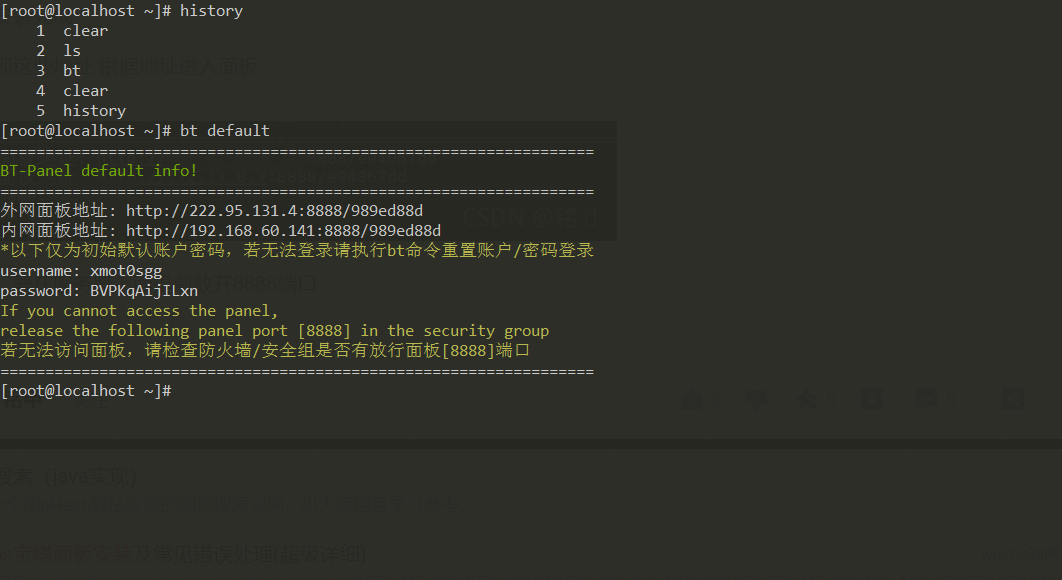 [root@localhost ~]# history
    1  clear
    2  ls
    3  bt
    4  clear
    5  history
[root@localhost ~]# bt default
==================================================================
BT-Panel default info!
==================================================================
外网面板地址: http://222.95.131.4:8888/989ed88d
内网面板地址: http://192.168.60.141:8888/989ed88d
*以下仅为初始默认账户密码，若无法登录请执行bt命令重置账户/密码登录
username: xmot0sgg
password: BVPKqAijILxn
If you cannot access the panel,
release the following panel port [8888] in the security group
若无法访问面板，请检查防火墙/安全组是否有放行面板[8888]端口
==================================================================
[root@localhost ~]#